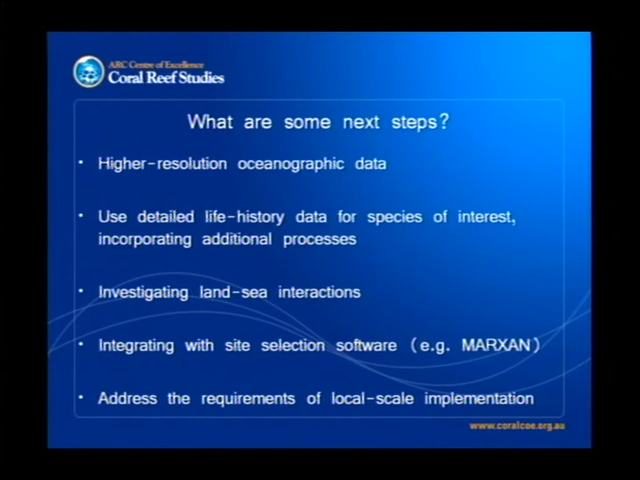 ARC Centre of Excellence
Coral Reef Studies
What are some next steps?
• Higher-resolution oceanographic data
• Use detailed life-history data for species of interest,
incorporating additional processes
• Investigating land-sea interactions
• Integrating with site selection software (e.g. MARXAN)
• Address the requirements of local-scale implementation
www.coralcoe.org.au